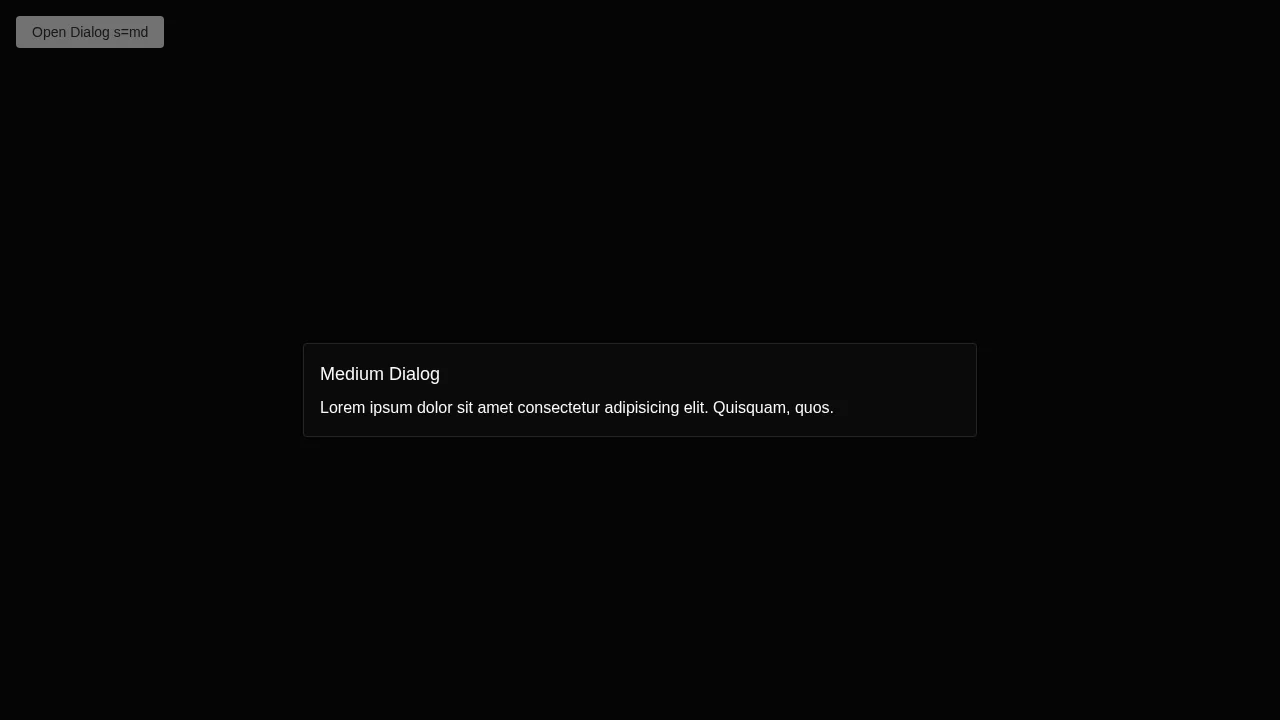 Open Dialog s=md
Medium Dialog
Lorem ipsum dolor sit amet consectetur adipisicing elit. Quisquam, quos.